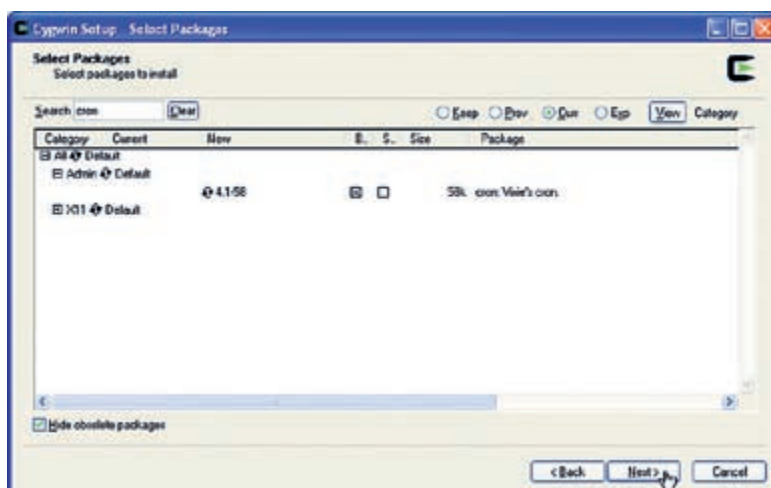 Cygwin Setup - Select Packages
Select Packages
Select packages to install
Search cron Clear Keep Prev Curr Exp View Category
Category Current New B.. S.. Size Package
All Default
Admin Default
4.1-58 58k cron: Vixie's cron
X11 Default
Hide obsolete packages
< Back Next > Cancel